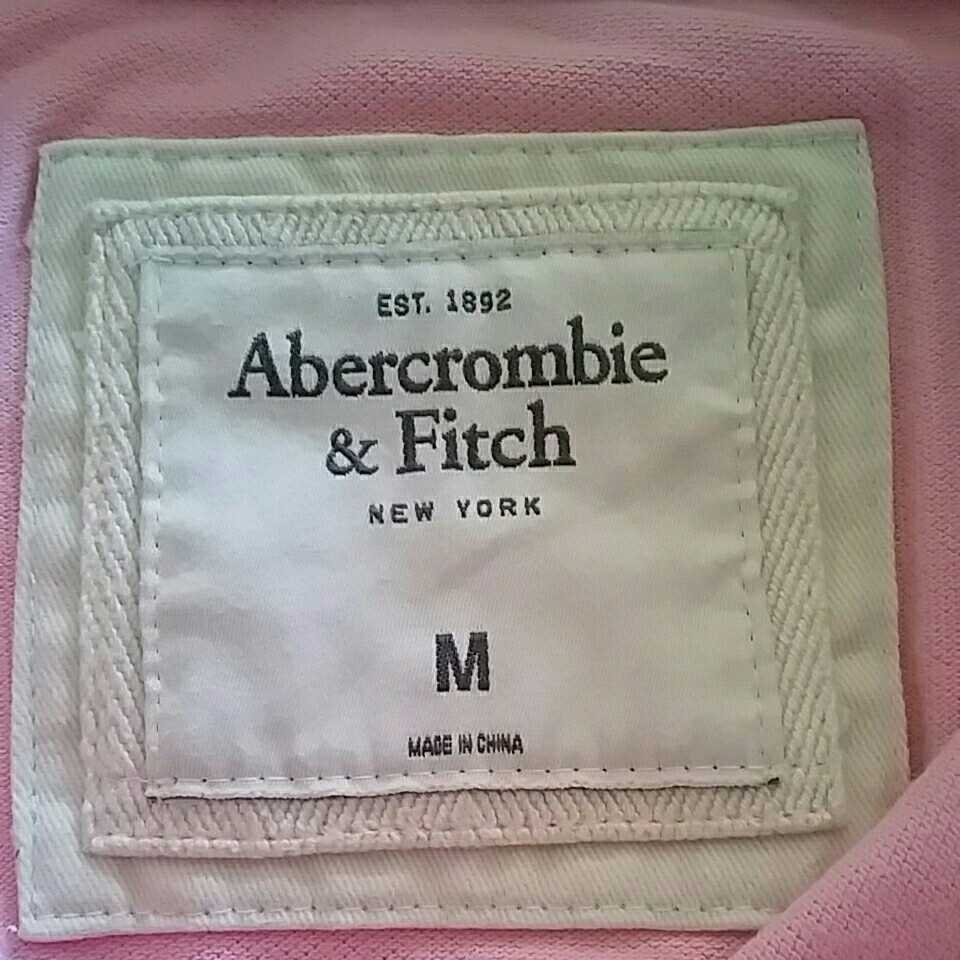 EST. 1892
Abercrombie
& Fitch
NEW YORK
M
MADE IN CHINA